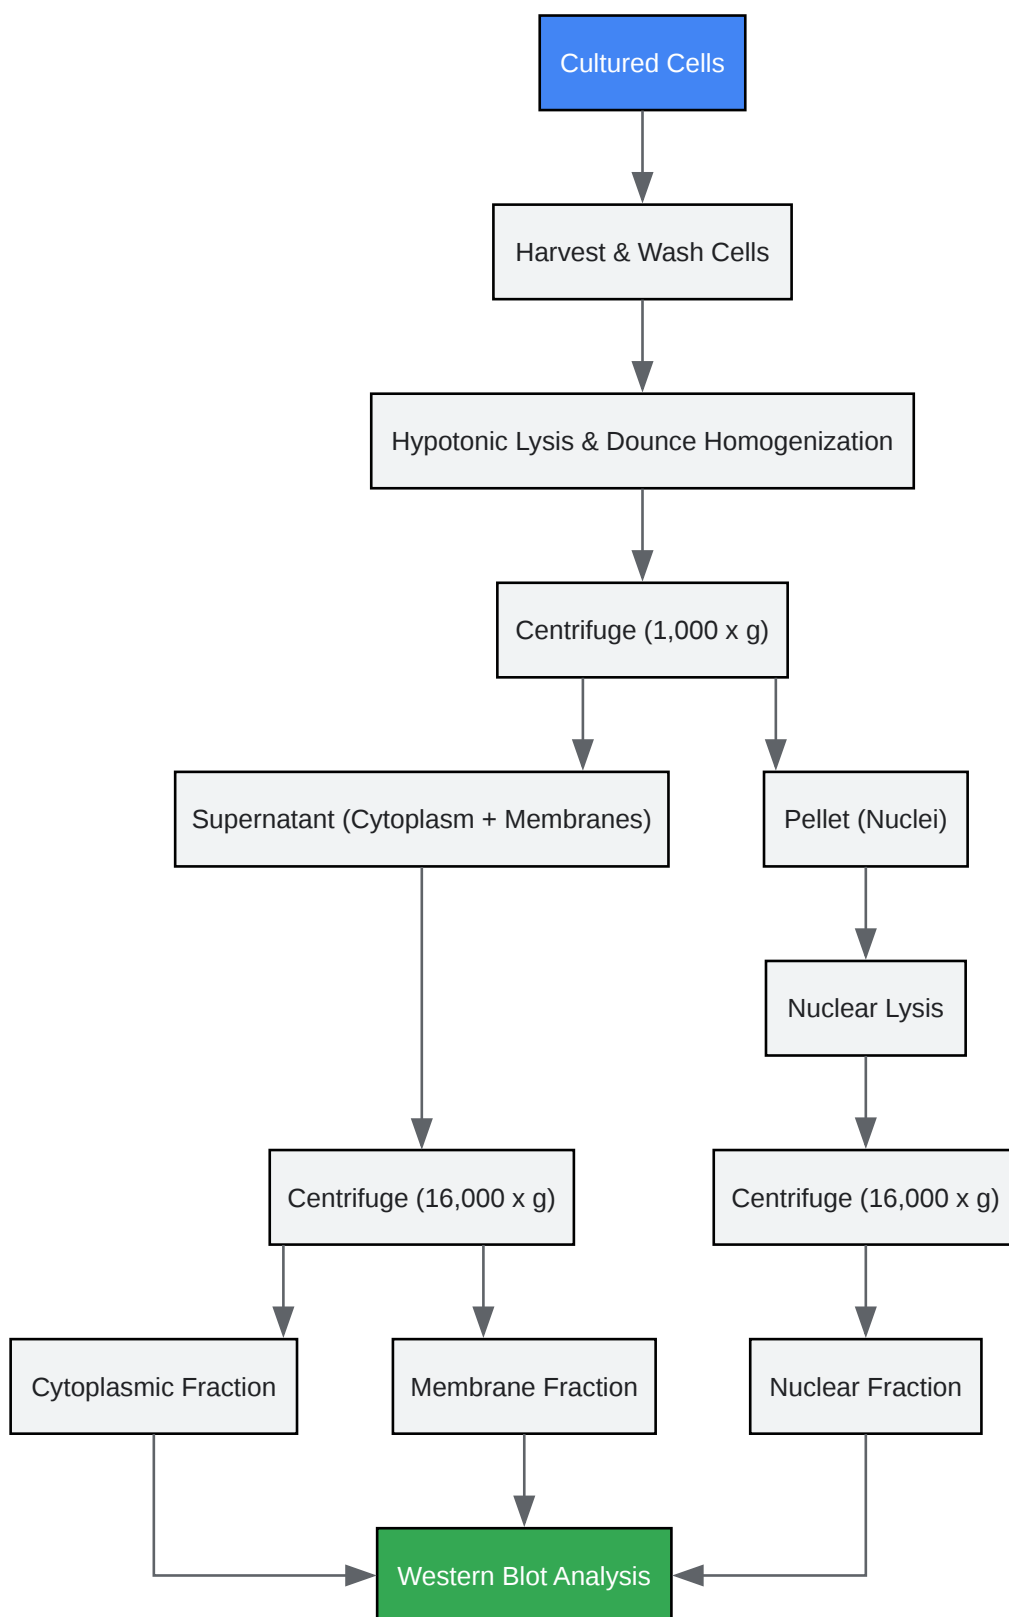 Cultured Cells
Harvest & Wash Cells
Hypotonic Lysis & Dounce Homogenization
Centrifuge (1,000 x g)
Supernatant (Cytoplasm + Membranes)
Pellet (Nuclei)
Nuclear Lysis
Centrifuge (16,000 x g)
Centrifuge (16,000 x g)
Cytoplasmic Fraction
Membrane Fraction
Nuclear Fraction
Western Blot Analysis